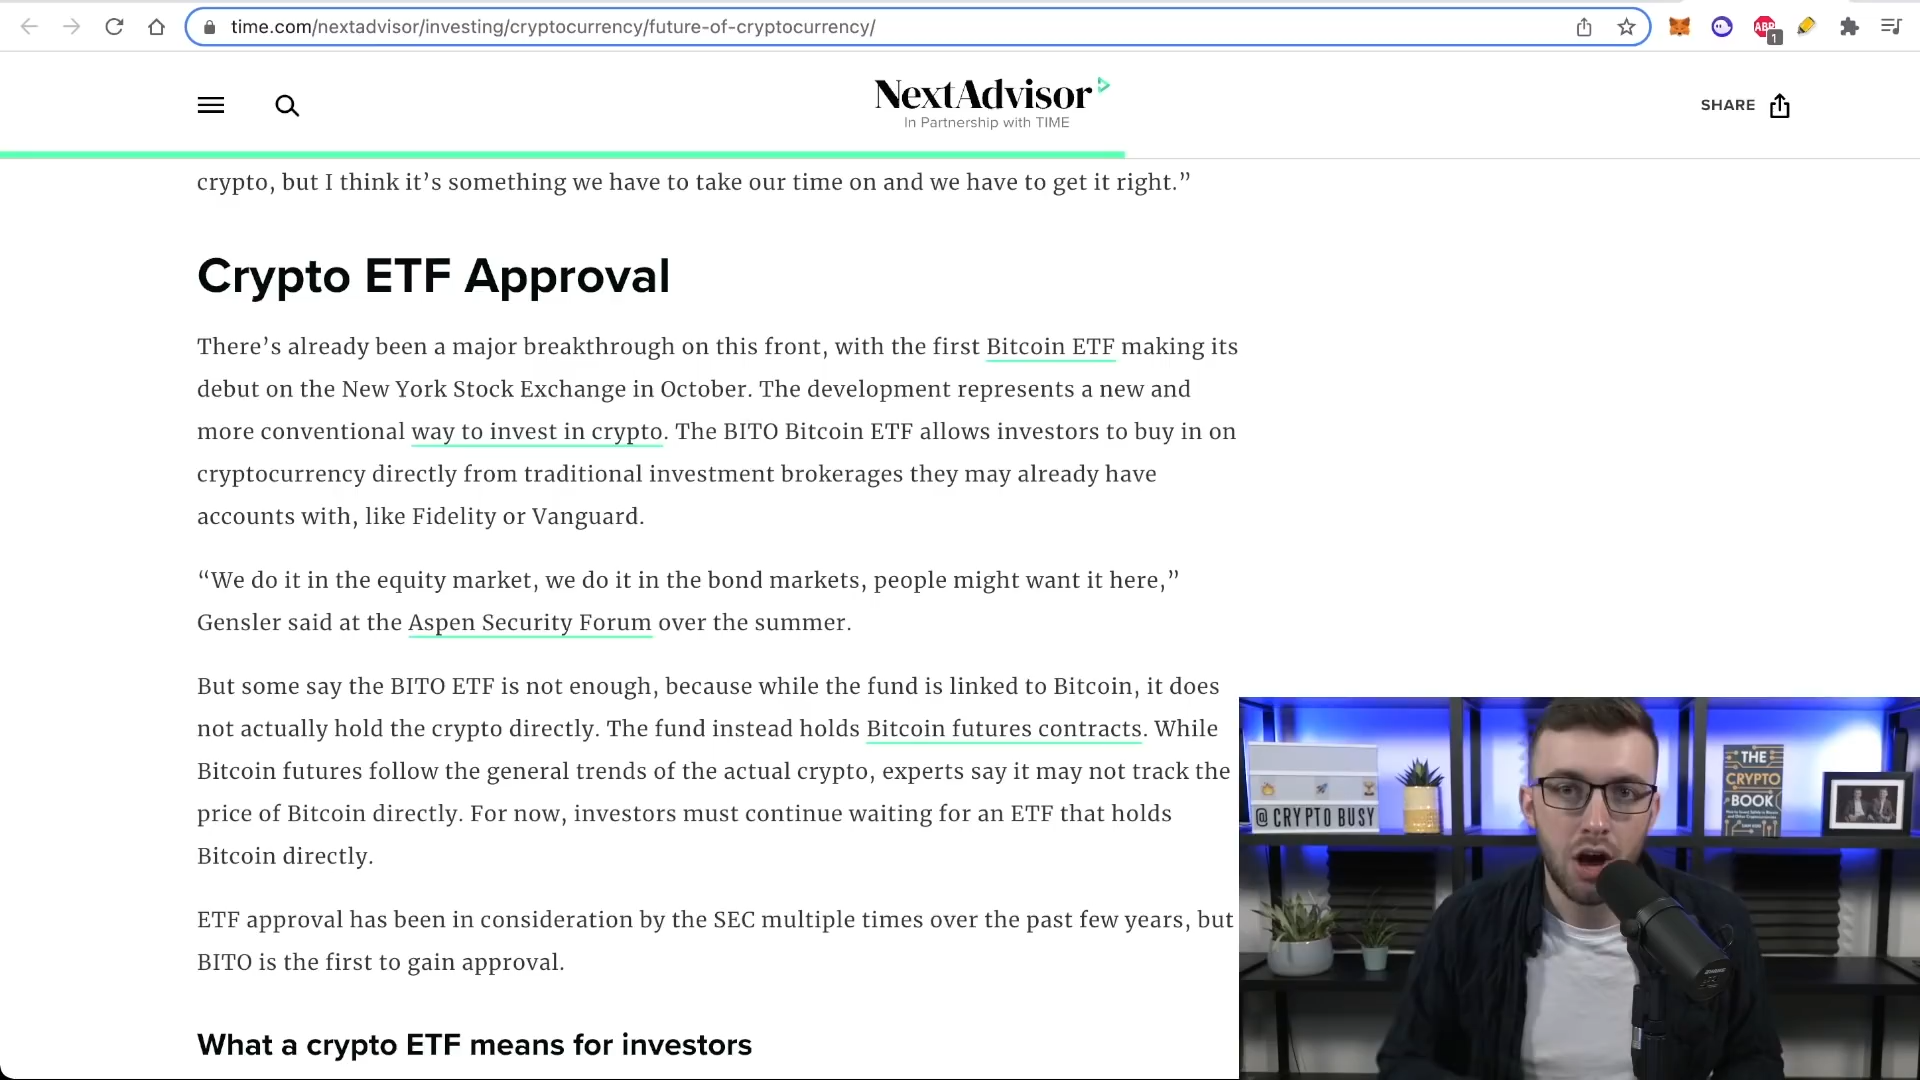 time.com/nextadvisor/investing/cryptocurrency/future-of-cryptocurrency/
ABP
1
NextAdvisor
In Partnership with TIME
SHARE
crypto, but I think it’s something we have to take our time on and we have to get it right.”
Crypto ETF Approval
There’s already been a major breakthrough on this front, with the first Bitcoin ETF making its
debut on the New York Stock Exchange in October. The development represents a new and
more conventional way to invest in crypto. The BITO Bitcoin ETF allows investors to buy in on
cryptocurrency directly from traditional investment brokerages they may already have
accounts with, like Fidelity or Vanguard.
“We do it in the equity market, we do it in the bond markets, people might want it here,”
Gensler said at the Aspen Security Forum over the summer.
But some say the BITO ETF is not enough, because while the fund is linked to Bitcoin, it does
not actually hold the crypto directly. The fund instead holds Bitcoin futures contracts. While
Bitcoin futures follow the general trends of the actual crypto, experts say it may not track the
price of Bitcoin directly. For now, investors must continue waiting for an ETF that holds
Bitcoin directly.
ETF approval has been in consideration by the SEC multiple times over the past few years, but
BITO is the first to gain approval.
What a crypto ETF means for investors
@CRYPTO BUSY
THE
CRYPTO
BOOK